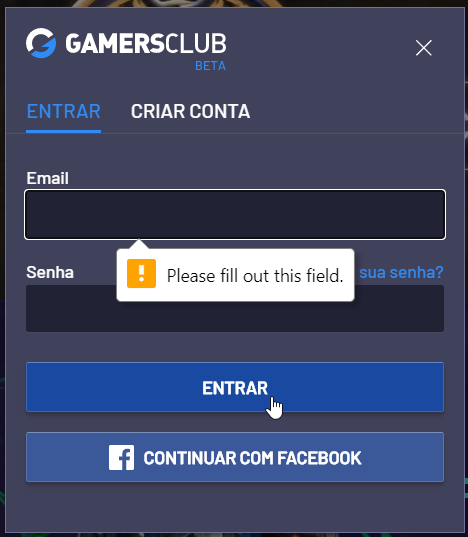 GAMERSCLUB
BETA
ENTRAR CRIAR CONTA
Email
Please fill out this field.
Senha sua senha?
ENTRAR
CONTINUAR COM FACEBOOK